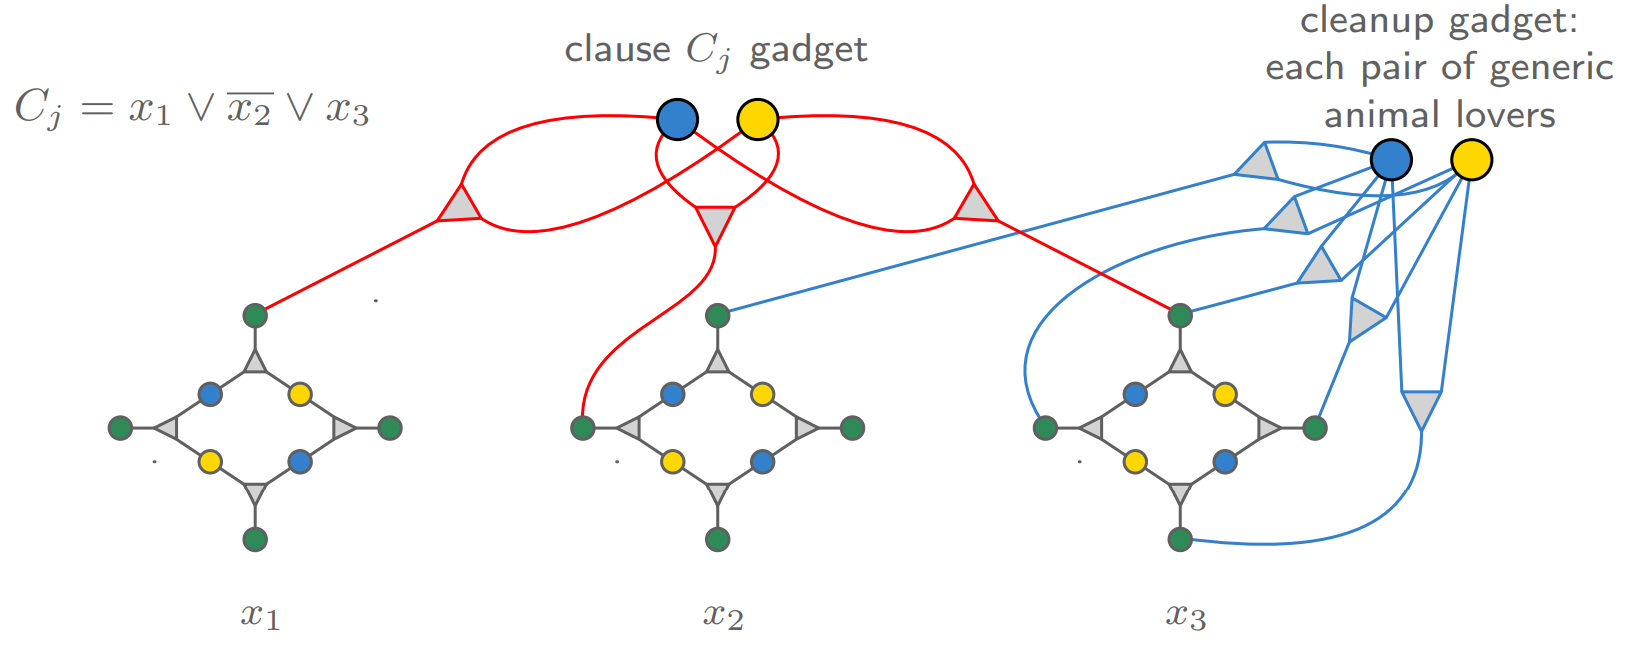 clause $C_j$ gadget
cleanup gadget:
each pair of generic
animal lovers
$C_j = x_1 \vee \overline{x_2} \vee x_3$
$x_1$
$x_2$
$x_3$